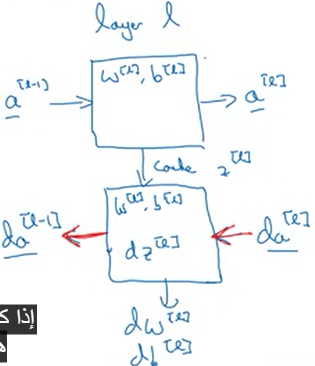 layer l
a^[l-1]
w^[l], b^[l]
a^[l]
cache z^[l]
da^[l-1]
w^[l], b^[l]
dz^[l]
da^[l]
dw^[l]
db^[l]
إذا